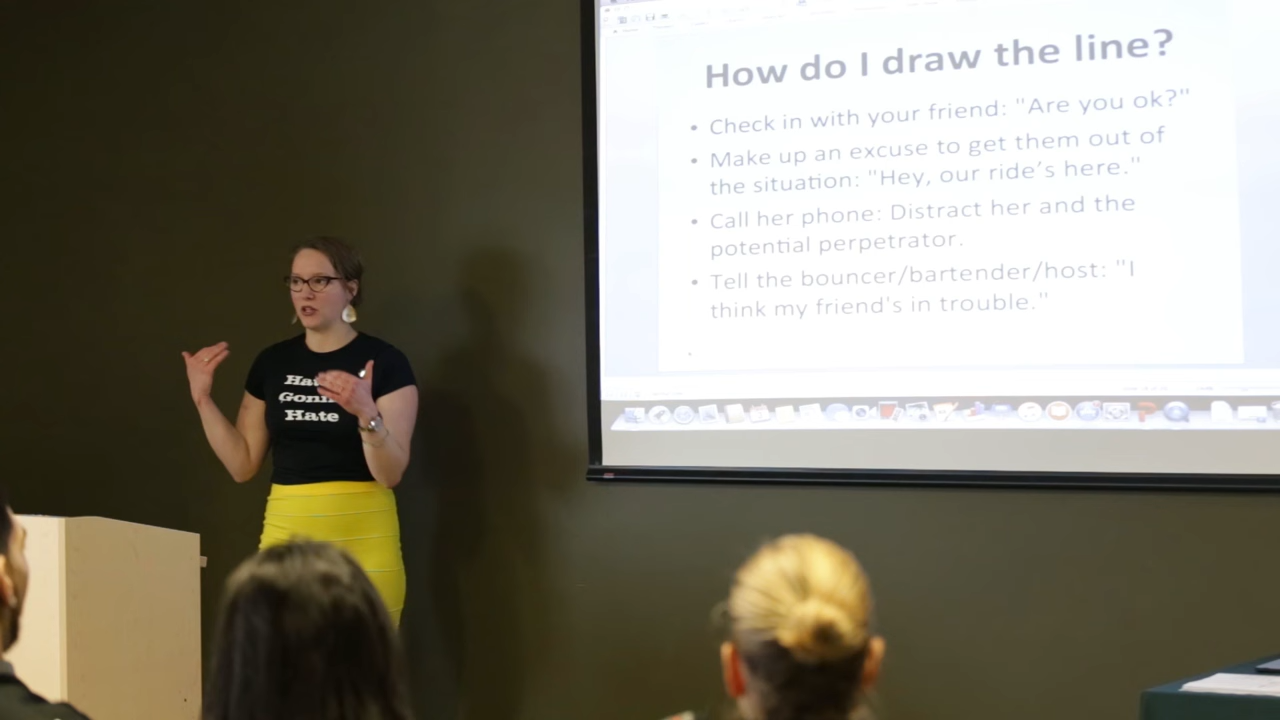 How do I draw the line?
• Check in with your friend: "Are you ok?"
• Make up an excuse to get them out of
the situation: "Hey, our ride's here."
• Call her phone: Distract her and the
potential perpetrator.
• Tell the bouncer/bartender/host: "I
think my friend's in trouble."
Hate